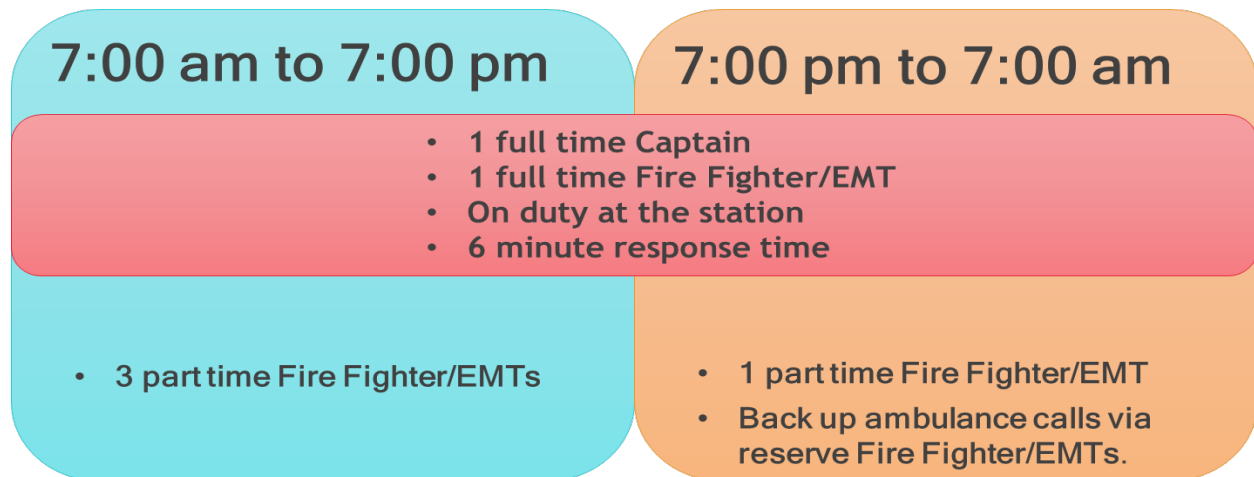 7:00 am to 7:00 pm
7:00 pm to 7:00 am
• 1 full time Captain
• 1 full time Fire Fighter/EMT
• On duty at the station
• 6 minute response time
• 3 part time Fire Fighter/EMTs
• 1 part time Fire Fighter/EMT
• Back up ambulance calls via
reserve Fire Fighter/EMTs.